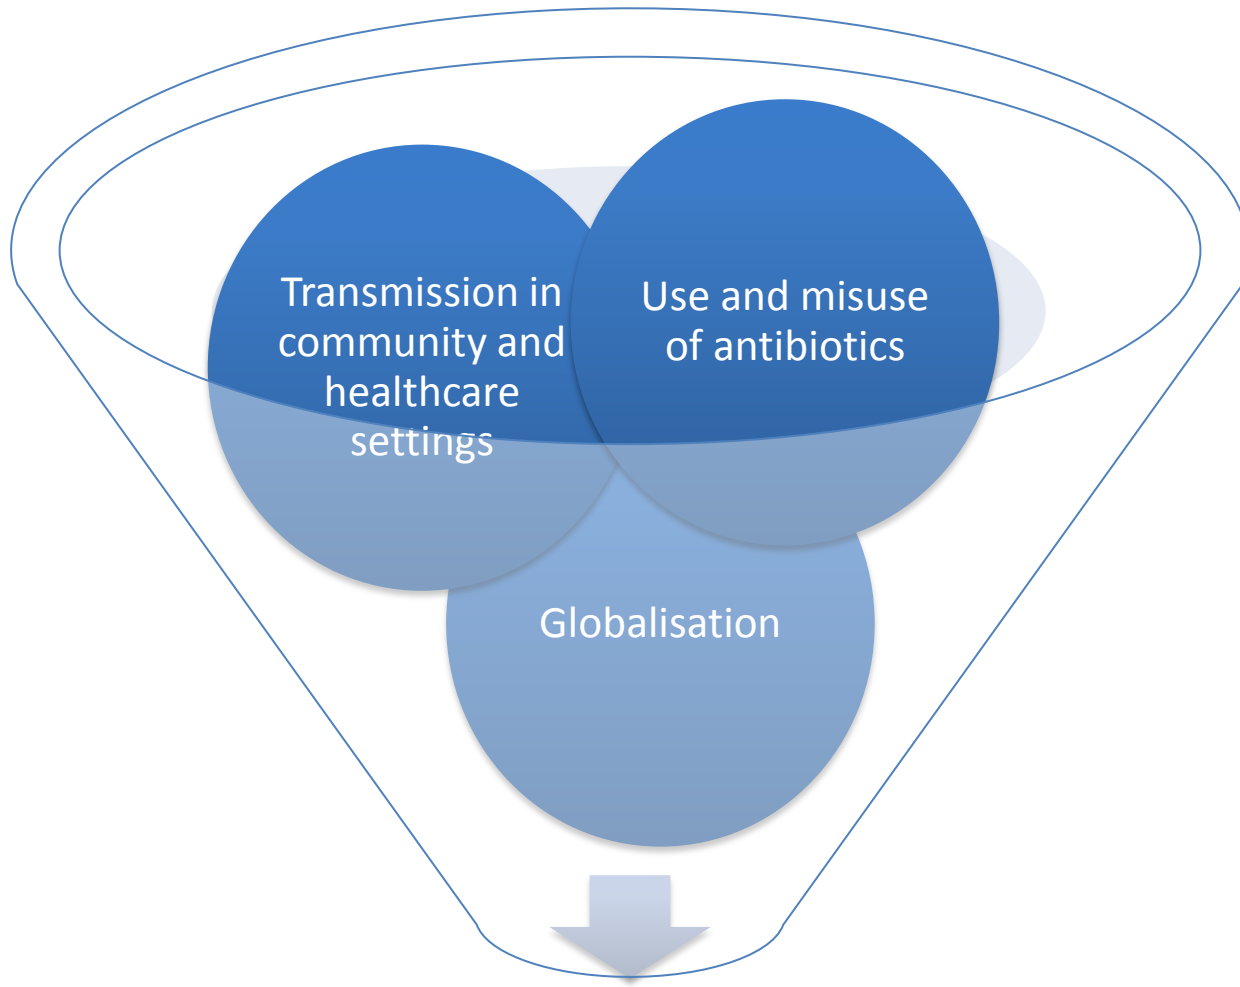 Transmission in
community and
healthcare
settings
Use and misuse
of antibiotics
Globalisation